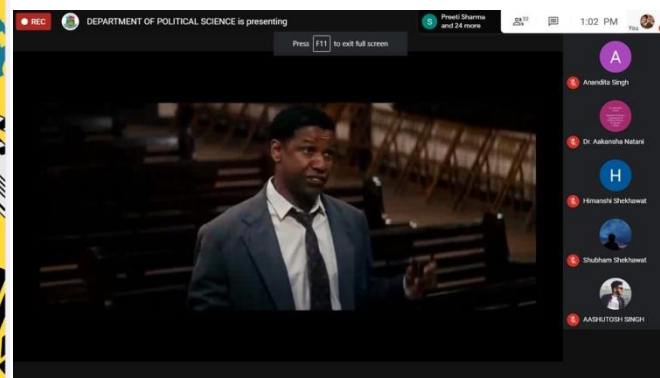 REC
DEPARTMENT OF POLITICAL SCIENCE is presenting
S
Preeti Sharma
and 24 more
32
1:02 PM
You
Press F11 to exit full screen
A
Anandita Singh
Dr. Aakansha Natani
H
Himanshi Shekhawat
Shubham Shekhawat
AASHUTOSH SINGH